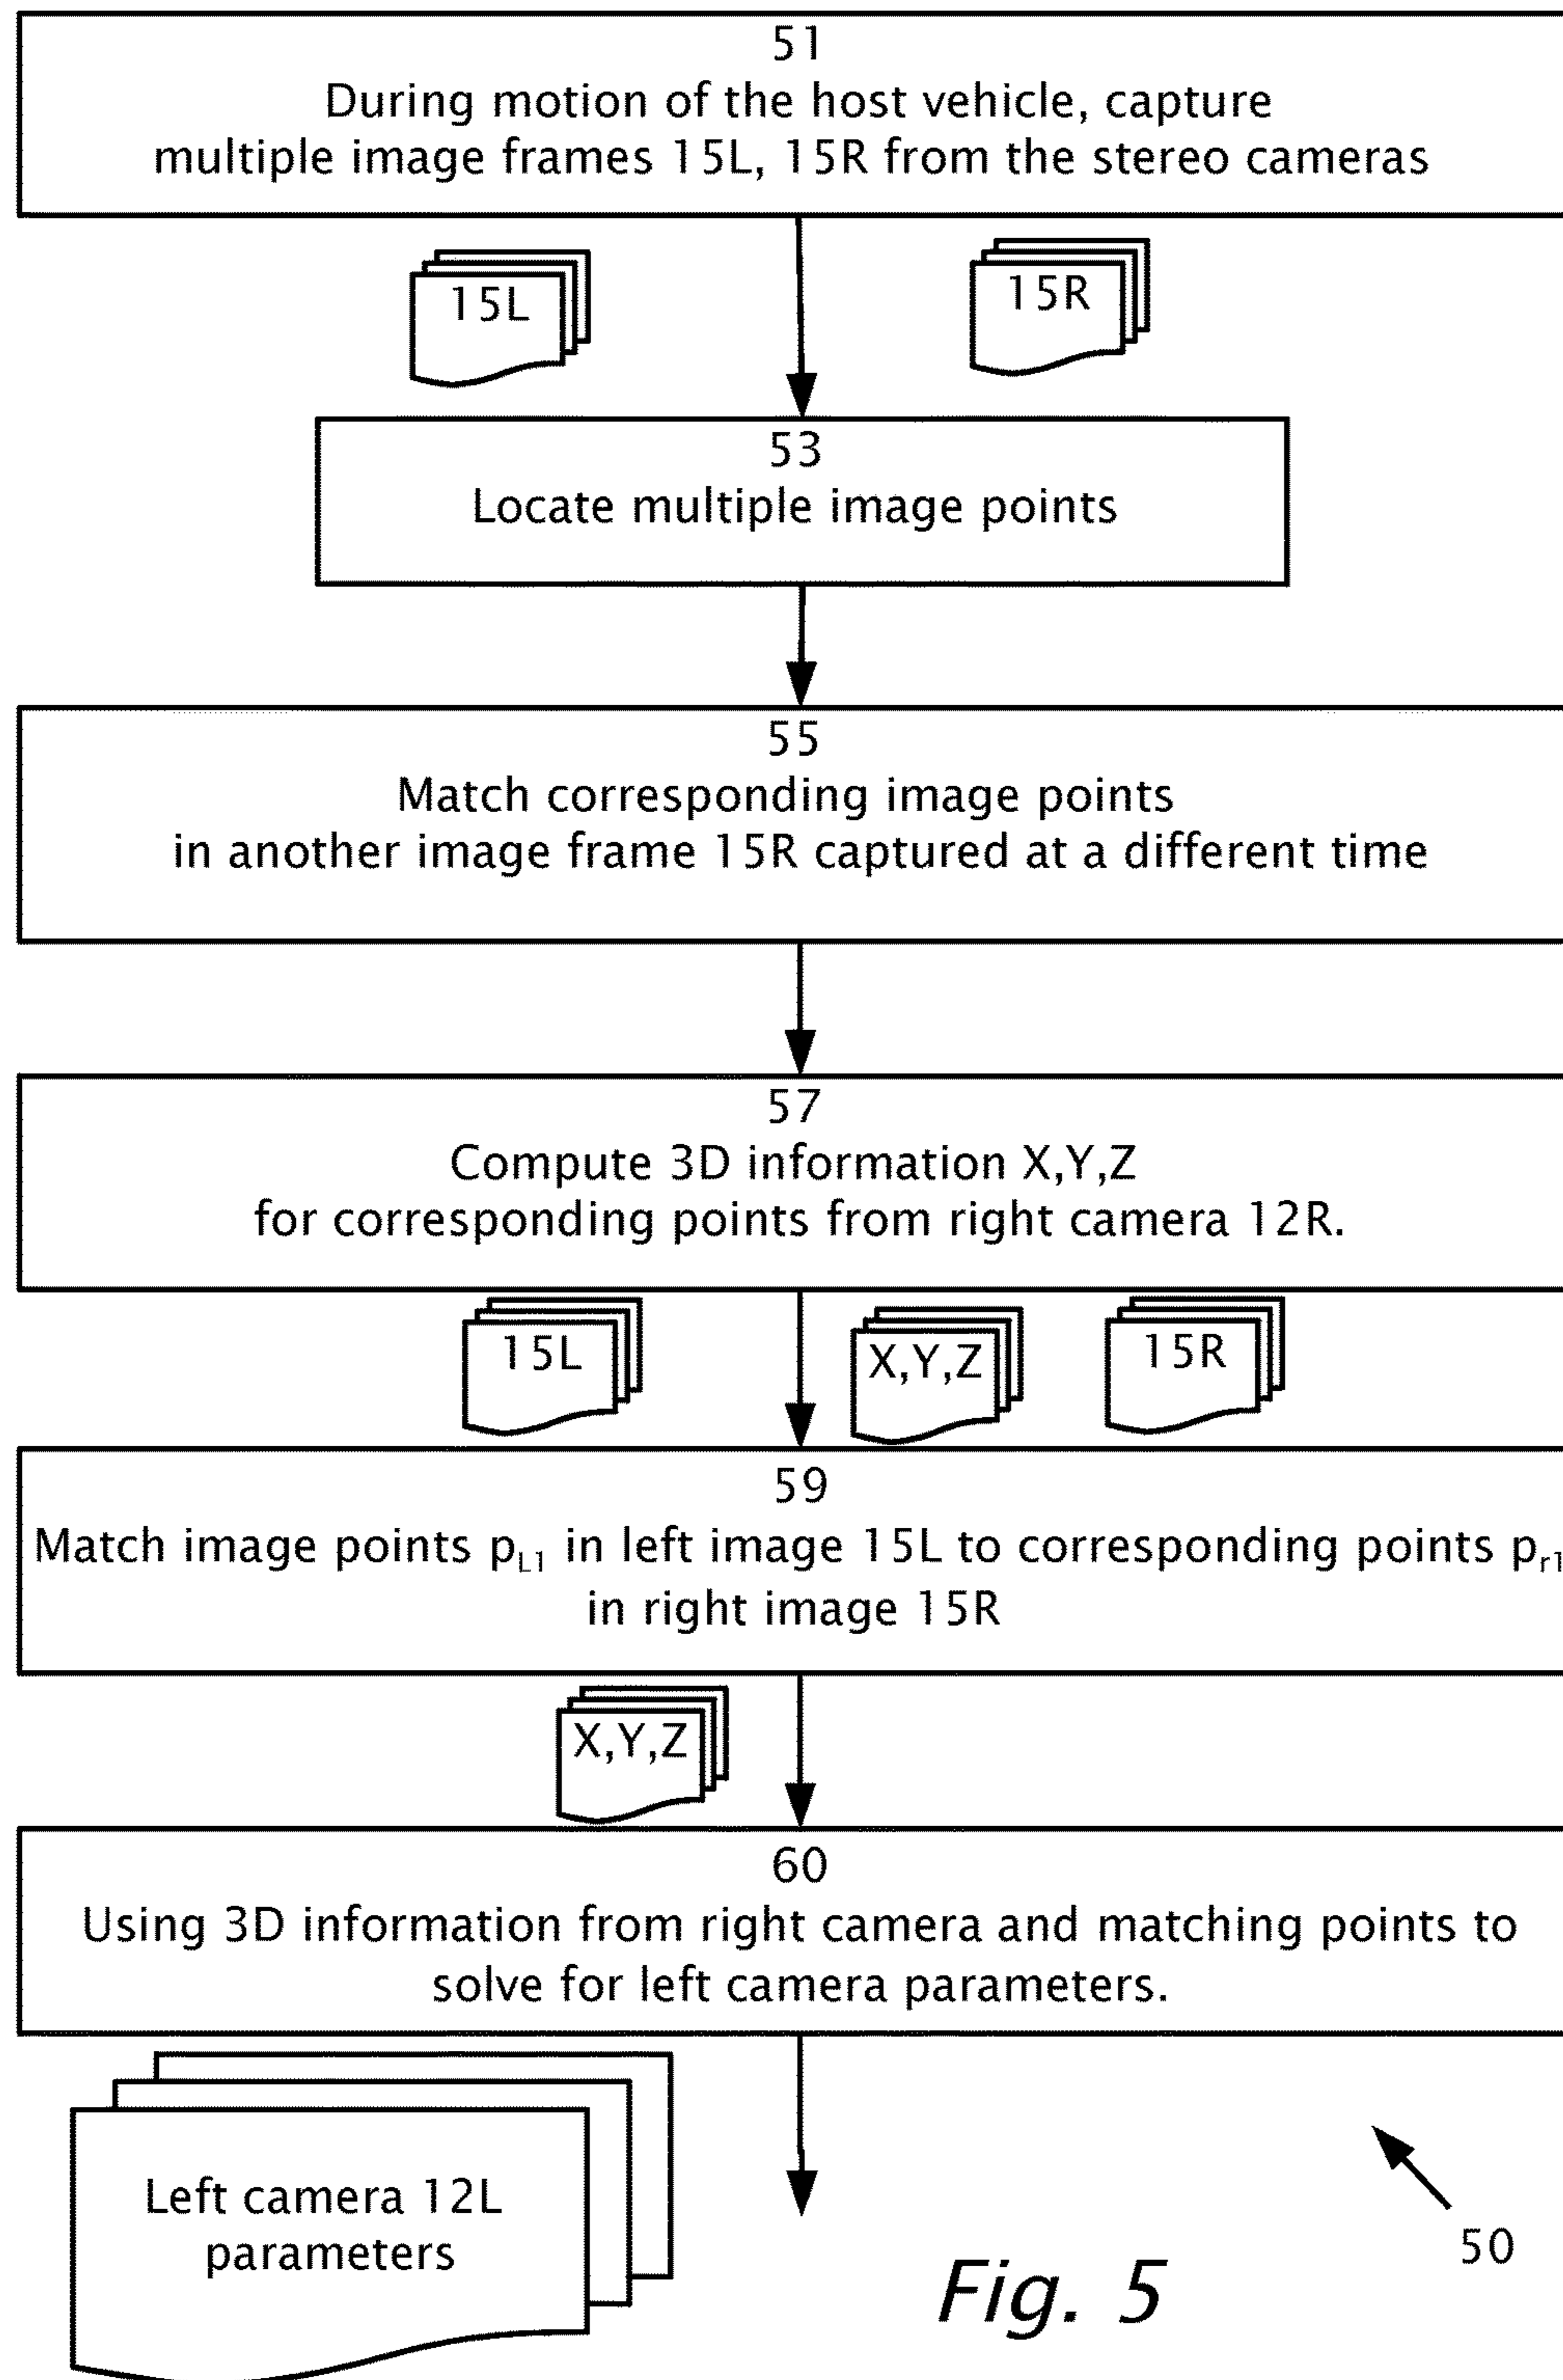 51
During motion of the host vehicle, capture
multiple image frames 15L, 15R from the stereo cameras
15L
15R
53
Locate multiple image points
55
Match corresponding image points
in another image frame 15R captured at a different time
57
Compute 3D information X,Y,Z
for corresponding points from right camera 12R.
15L
X,Y,Z
15R
59
Match image points pL1 in left image 15L to corresponding points pr1
in right image 15R
X,Y,Z
60
Using 3D information from right camera and matching points to
solve for left camera parameters.
Left camera 12L
parameters
50
Fig. 5